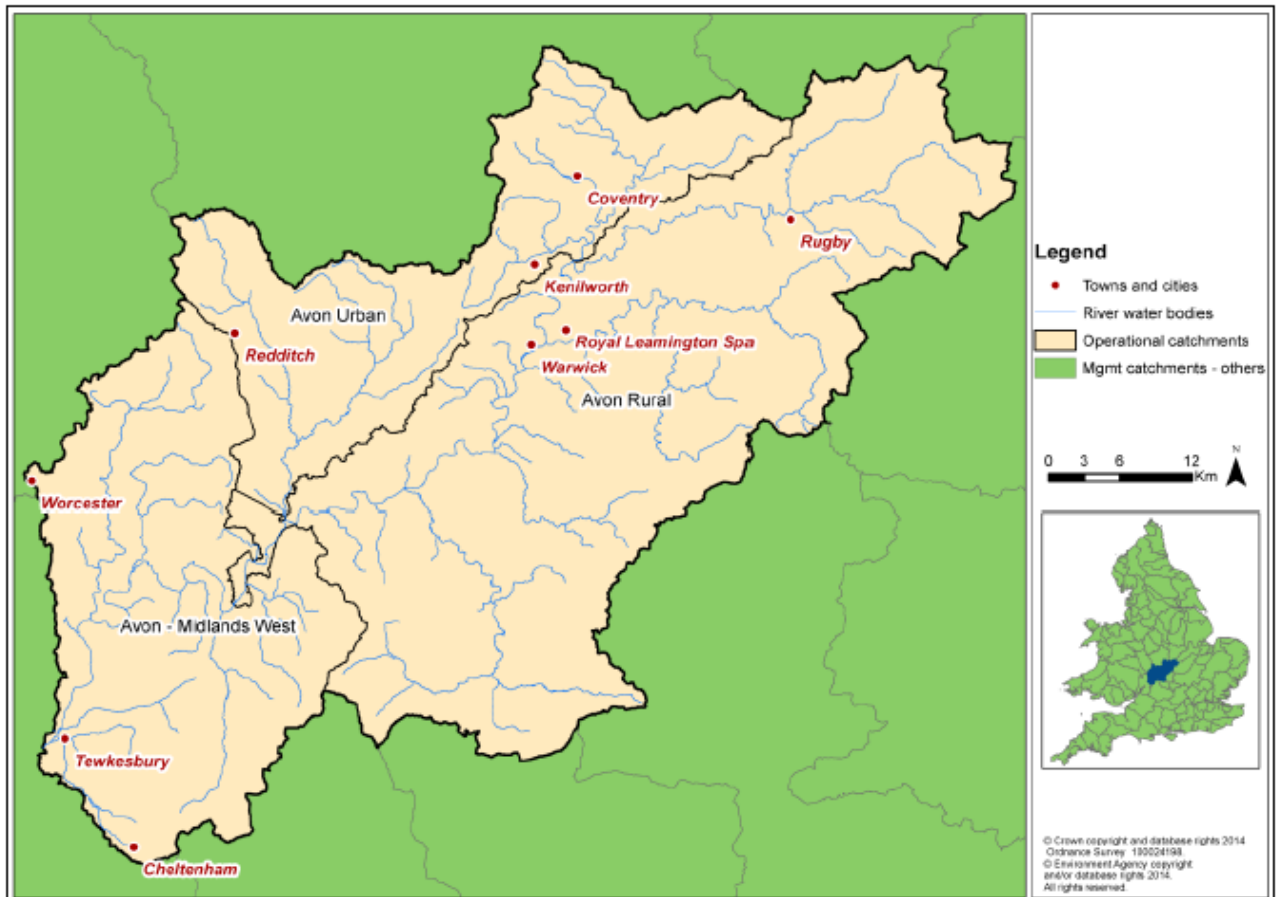 Coventry
Rugby
Kenilworth
Avon Urban
Redditch
Royal Leamington Spa
Warwick
Avon Rural
Worcester
Avon - Midlands West
Tewkesbury
Cheltenham
Legend
Towns and cities
River water bodies
Operational catchments
Mgmt catchments - others
N
0 3 6 12
Km
© Crown copyright and database rights 2014
Ordnance Survey 100024198.
© Environment Agency copyright
and/or database rights 2014.
All rights reserved.